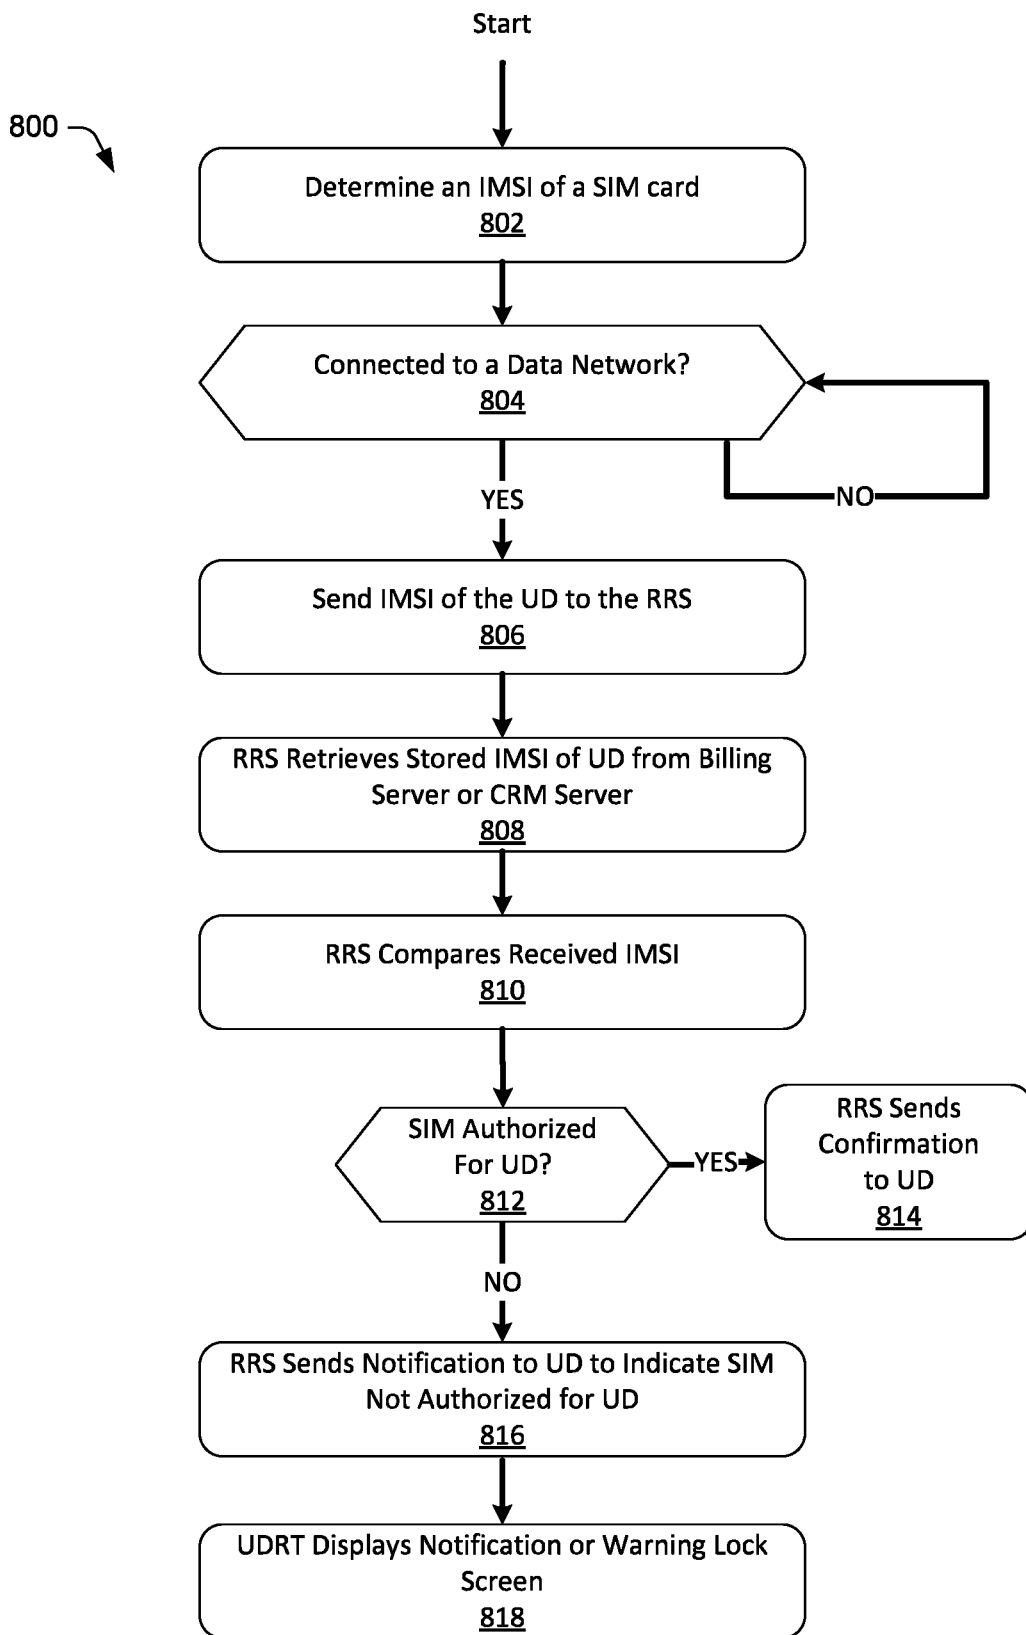 Start
800
Determine an IMSI of a SIM card
802
Connected to a Data Network?
804
NO
YES
Send IMSI of the UD to the RRS
806
RRS Retrieves Stored IMSI of UD from Billing
Server or CRM Server
808
RRS Compares Received IMSI
810
SIM Authorized
For UD?
812
YES
RRS Sends
Confirmation
to UD
814
NO
RRS Sends Notification to UD to Indicate SIM
Not Authorized for UD
816
UDRT Displays Notification or Warning Lock
Screen
818